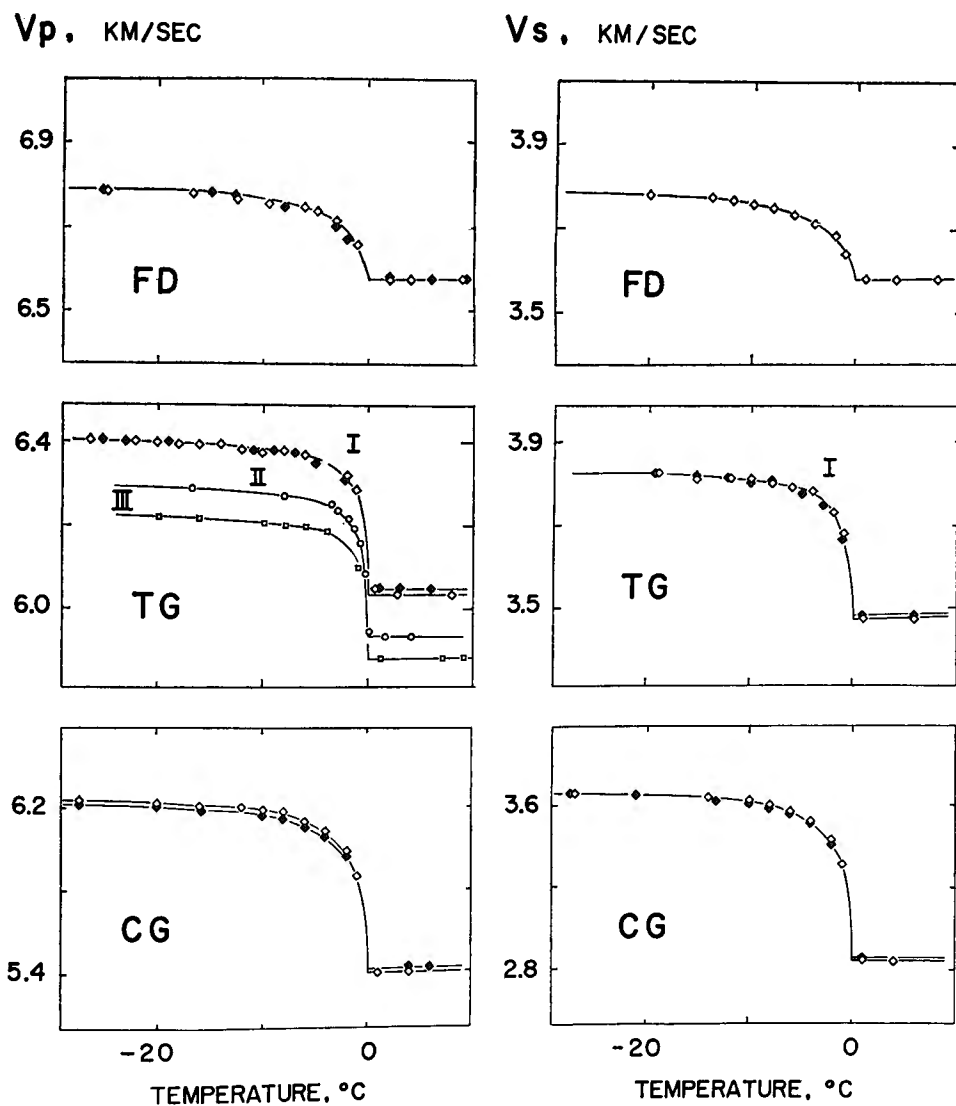 Vp, KM/SEC
Vs, KM/SEC
6.9
6.5
FD
3.9
3.5
FD
6.4
6.0
I
II
III
TG
3.9
3.5
I
TG
6.2
5.4
CG
3.6
2.8
CG
-20 0
TEMPERATURE, °C
-20 0
TEMPERATURE, °C